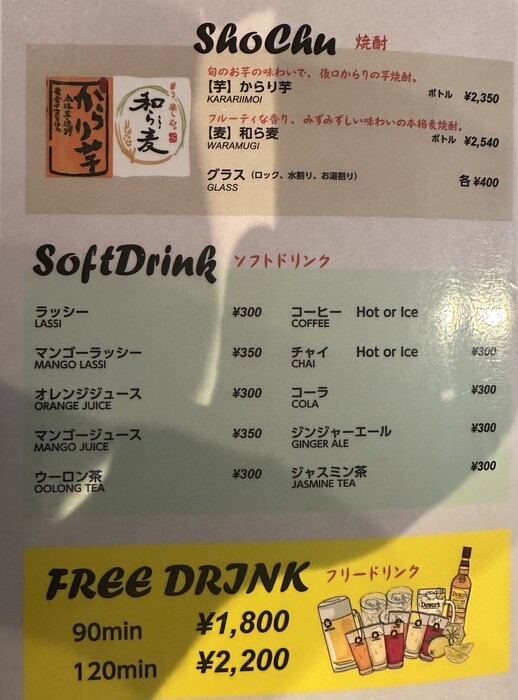 ShoChu 焼酎
旬のお芋の味わいで、後口からりの芋焼酎。
【芋】からり芋 ボトル ¥2,350
KARARIIMOI
フルーティな香り、みずみずしい味わいの本格麦焼酎。
【麦】和ら麦 ボトル ¥2,540
WARAMUGI
グラス（ロック、水割り、お湯割り） 各¥400
GLASS
からり芋
本格芋焼酎
和ら麦
SoftDrink ソフトドリンク
ラッシー ¥300
LASSI
マンゴーラッシー ¥350
MANGO LASSI
オレンジジュース ¥300
ORANGE JUICE
マンゴージュース ¥350
MANGO JUICE
ウーロン茶 ¥300
OOLONG TEA
コーヒー Hot or Ice
COFFEE
チャイ Hot or Ice ¥300
CHAI
コーラ ¥300
COLA
ジンジャーエール ¥300
GINGER ALE
ジャスミン茶 ¥300
JASMINE TEA
FREE DRINK フリードリンク
90min ¥1,800
120min ¥2,200
Dewar's